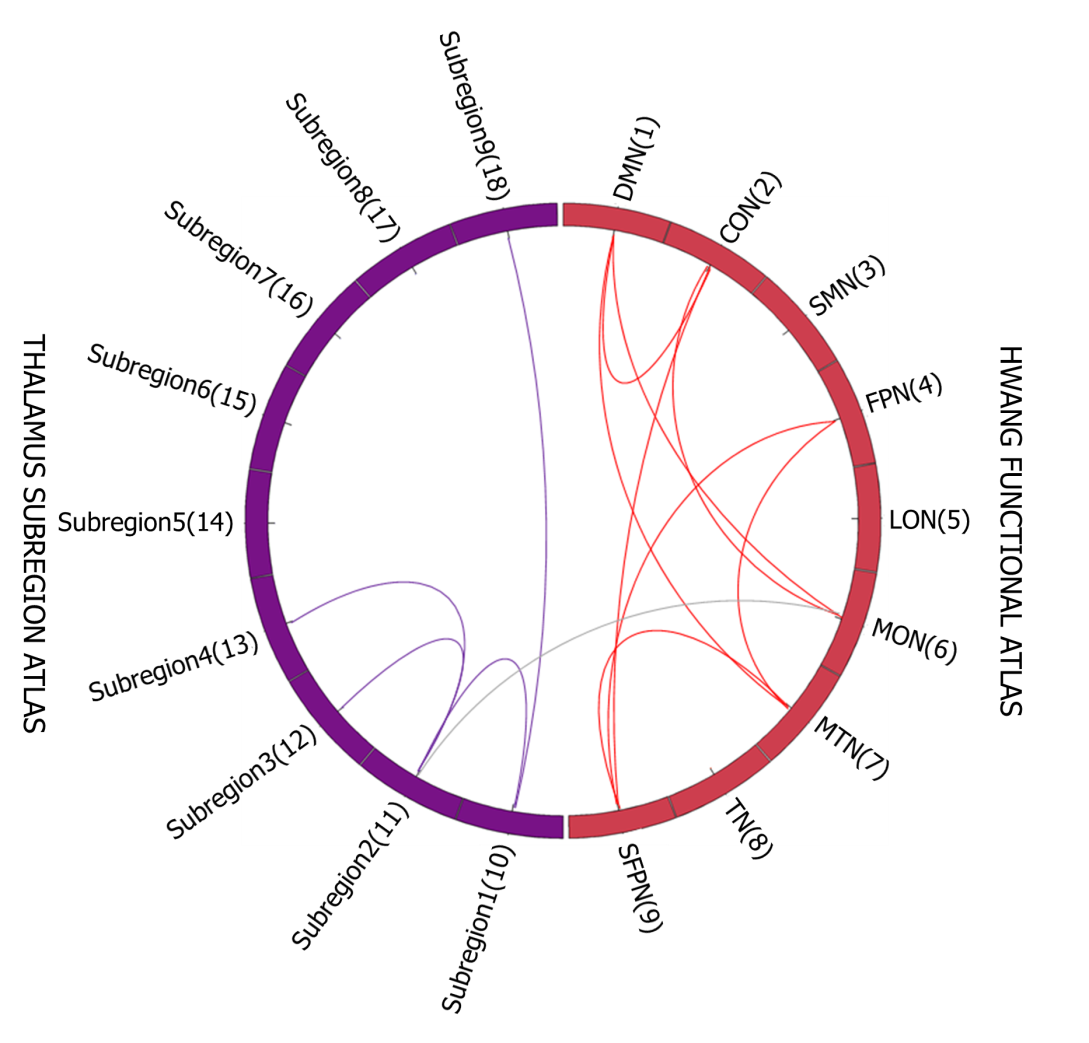 Subregion9(18)
DMN(1)
Subregion8(17)
CON(2)
Subregion7(16)
SMN(3)
Subregion6(15)
FPN(4)
THALAMUS SUBREGION ATLAS
HWANG FUNCTIONAL ATLAS
Subregion5(14)
LON(5)
Subregion4(13)
MON(6)
Subregion3(12)
MTN(7)
Subregion2(11)
TN(8)
Subregion1(10)
SFPN(9)